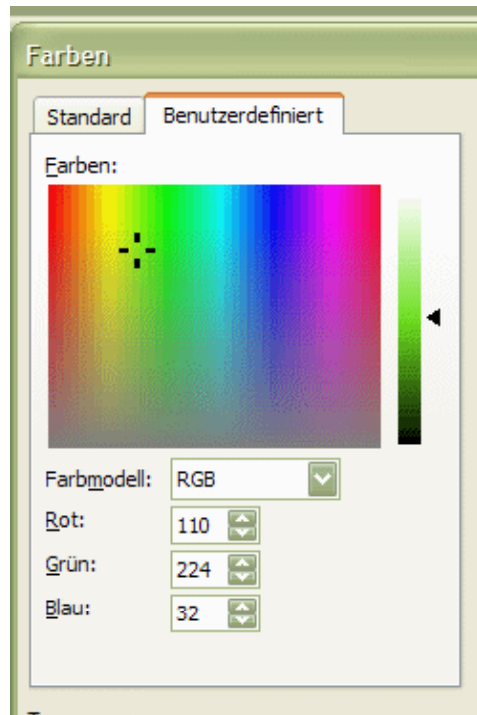 Farben
Standard Benutzerdefiniert
Farben:
Farbmodell: RGB
Rot: 110
Grün: 224
Blau: 32